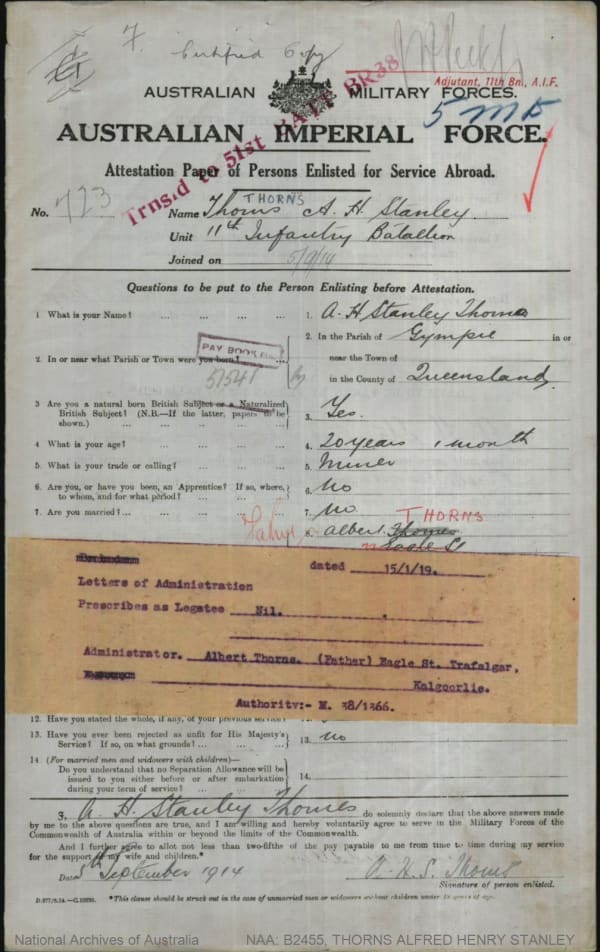 7. Certified Copy
Adjutant, 11th Bn., A.I.F.
AUSTRALIAN MILITARY FORCES.
5 MD
AUSTRALIAN IMPERIAL FORCE.
Attestation Paper of Persons Enlisted for Service Abroad.
Trnsd to 51st BATT BR38
THORNS
No. 723 Name Thoms A. H. Stanley
Unit 11th Infantry Batallion
Joined on 5/9/14
Questions to be put to the Person Enlisting before Attestation.
1 What is your Name? ... ... ... ... 1. A. H Stanley Thoms
2. In the Parish of Gympie in or
2. In or near what Parish or Town were you born? ... near the Town of
PAY BOOK
51541
in the County of Queensland
3 Are you a natural born British Subject or a Naturalized
British Subject? (N.B.—If the latter, papers to be
shown.) ... ... ... ... 3. Yes.
4. What is your age? ... ... ... ... 4. 20 years 1 month
5. What is your trade or calling? ... ... ... 5. Miner
6. Are you, or have you been, an Apprentice? If so, where,
to whom, and for what period? ... ... ... 6. no
7. Are you married? ... ... ... ... 7. no
THORNS
8. Albert Thomes
Eagle St
dated 15/1/19.
Letters of Administration
Prescribes as Legatee Nil.
Administrator. Albert Thorns. (Father) Eagle St. Trafalgar,
Kalgoorlie.
Authority:- M. 38/1366.
12. Have you stated the whole, if any, of your previous service?
13. Have you ever been rejected as unfit for His Majesty's
Service? If so, on what grounds? ... ... 13. no
14. (For married men and widowers with children)—
Do you understand that no Separation Allowance will be
issued to you either before or after embarkation
during your term of service? ... ... 14.
3, A. H. Stanley Thomes do solemnly declare that the above answers made
by me to the above questions are true, and I am willing and hereby voluntarily agree to serve in the Military Forces of the
Commonwealth of Australia within or beyond the limits of the Commonwealth.
And I further agree to allot not less than two-fifths of the pay payable to me from time to time during my service
for the support of my wife and children.*
Date 5th September 1914 A. H. S. Thoms
Signature of person enlisted.
*This clause should be struck out in the case of unmarried men or widowers without children under 18 years of age.
National Archives of Australia NAA: B2455, THORNS ALFRED HENRY STANLEY